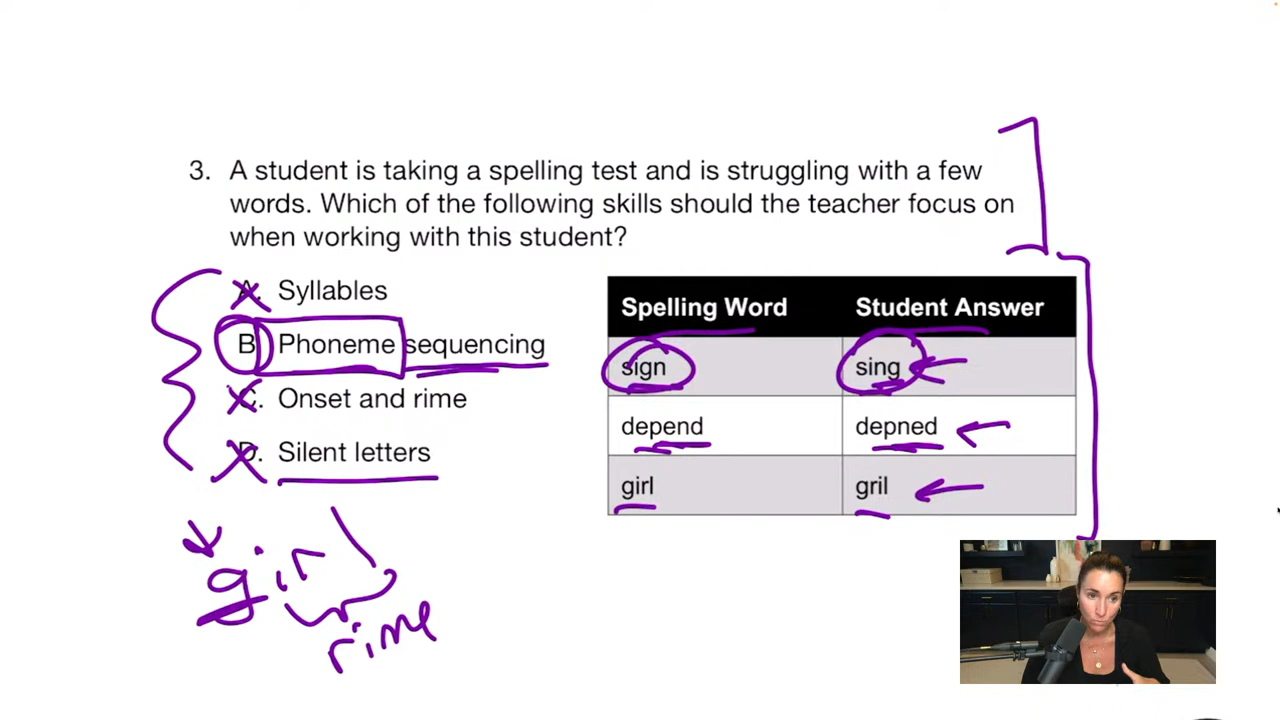 3. A student is taking a spelling test and is struggling with a few
words. Which of the following skills should the teacher focus on
when working with this student?
A. Syllables
B. Phoneme sequencing
C. Onset and rime
D. Silent letters
Spelling Word Student Answer
sign sing
depend depned
girl gril
girl
rime